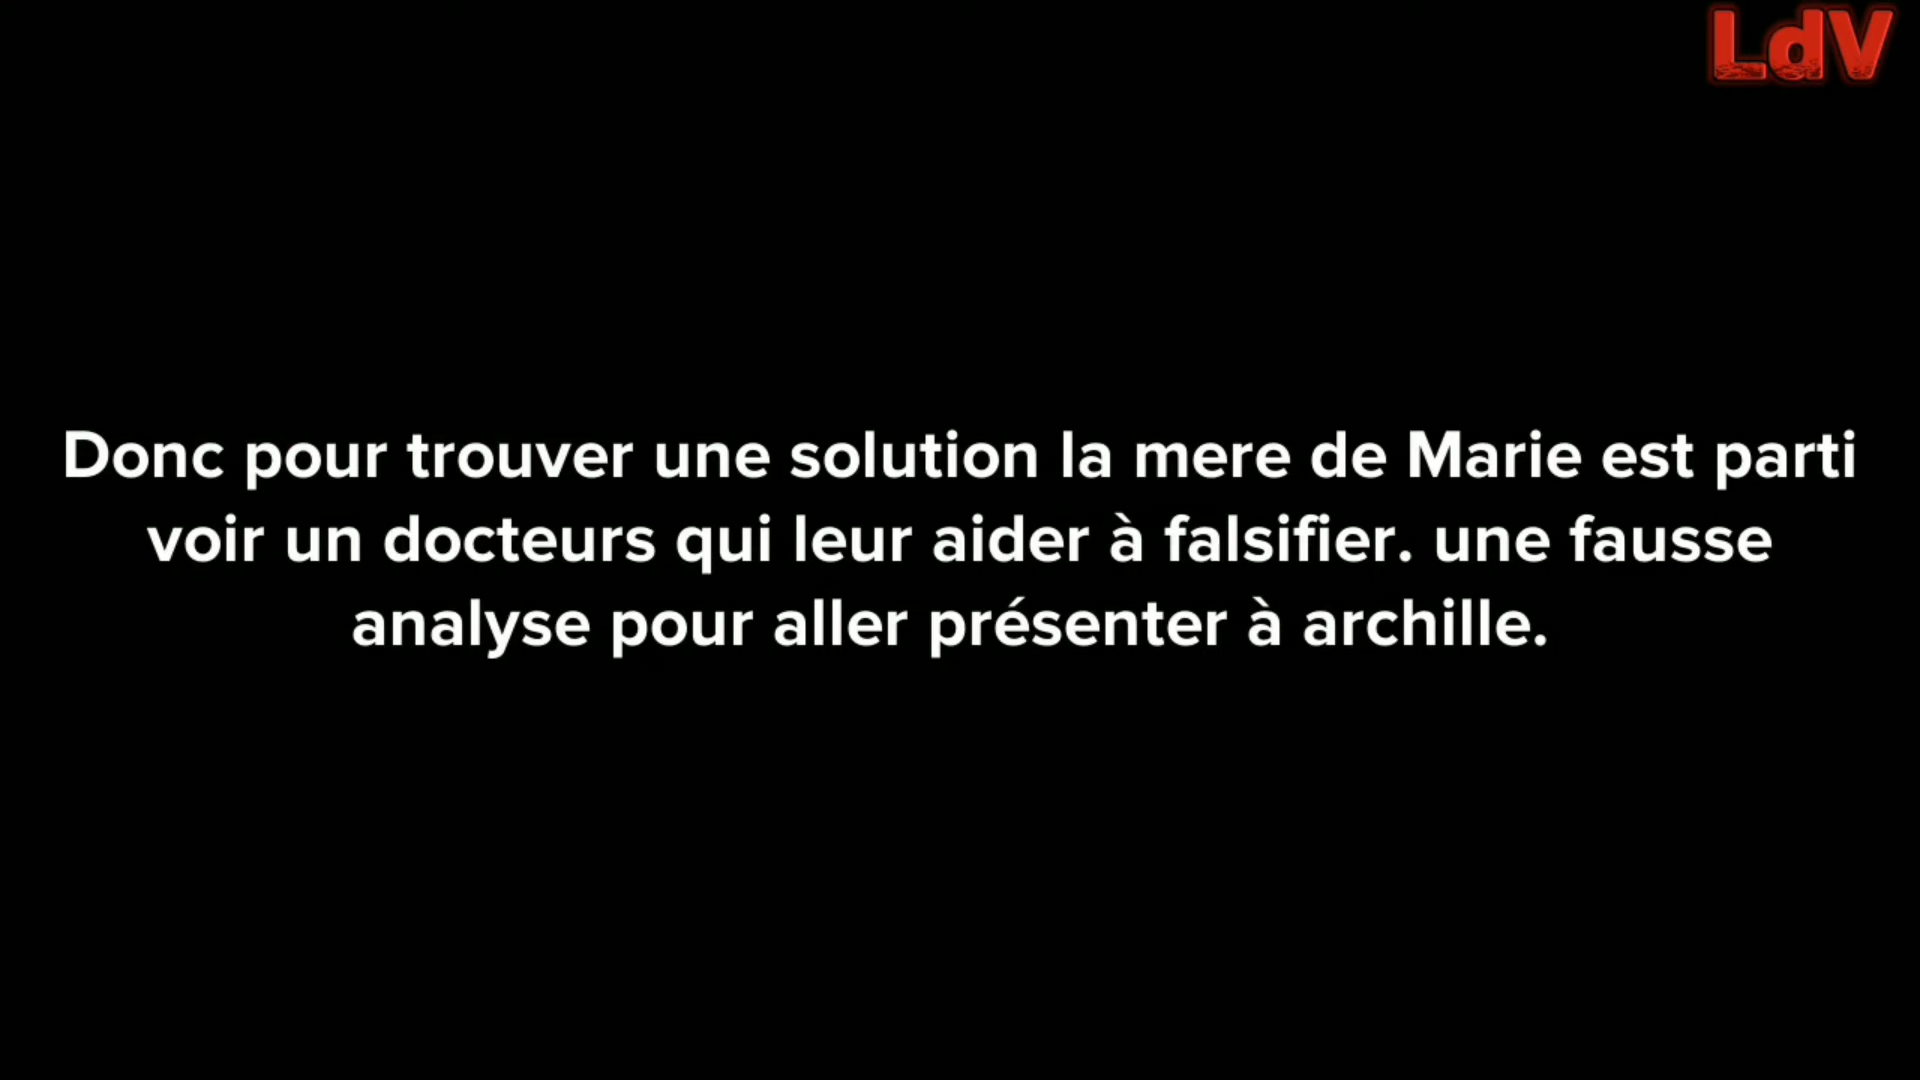 LdV
Donc pour trouver une solution la mere de Marie est parti
voir un docteurs qui leur aider à falsifier. une fausse
analyse pour aller présenter à archille.